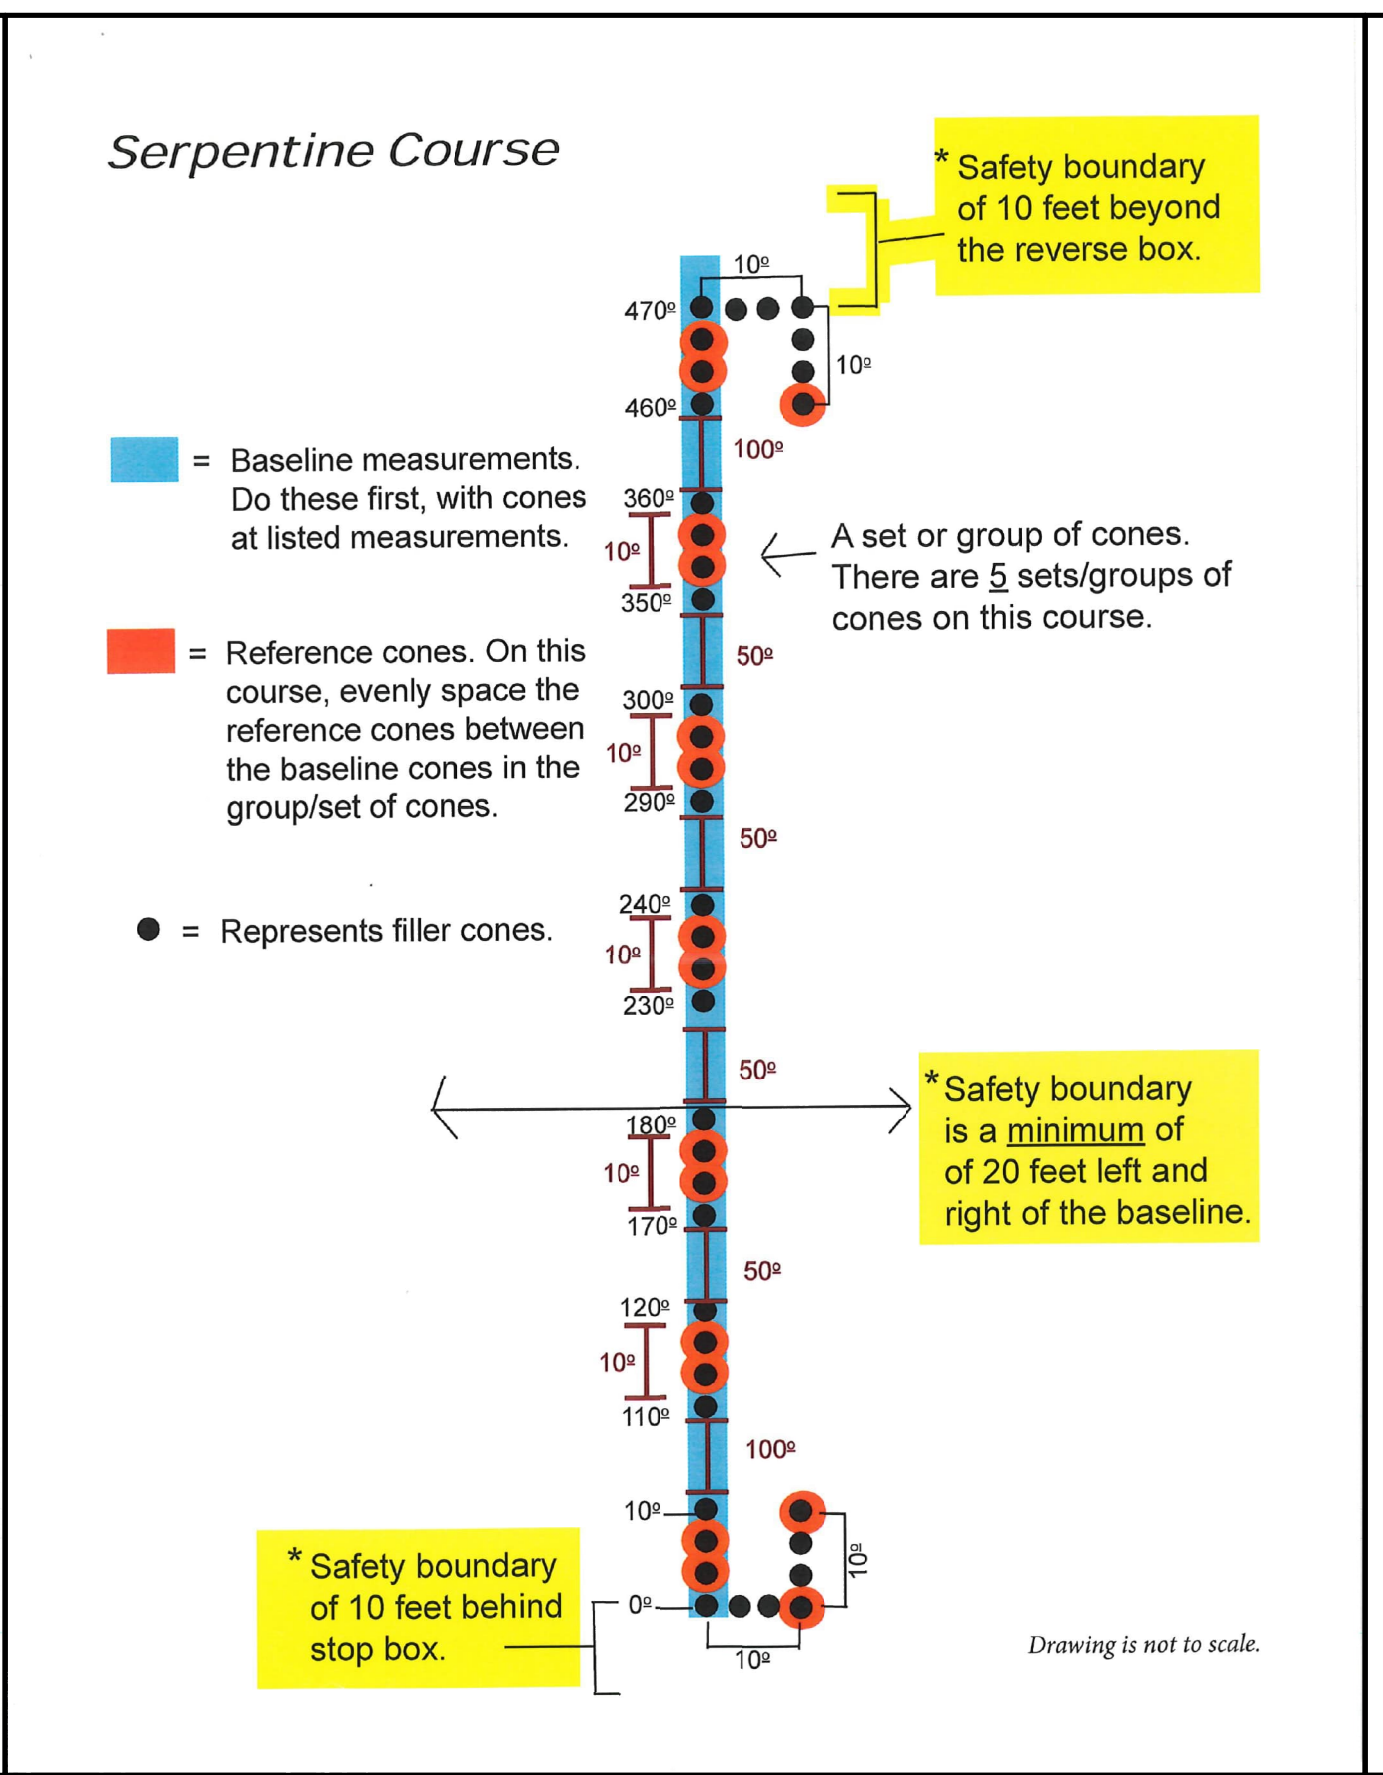 Serpentine Course
* Safety boundary
of 10 feet beyond
the reverse box.
10º
470º
10º
460º
100º
= Baseline measurements.
Do these first, with cones
at listed measurements.
360º
10º
350º
A set or group of cones.
There are 5 sets/groups of
cones on this course.
50º
= Reference cones. On this
course, evenly space the
reference cones between
the baseline cones in the
group/set of cones.
300º
10º
290º
50º
= Represents filler cones.
240º
10º
230º
50º
* Safety boundary
is a minimum of
of 20 feet left and
right of the baseline.
180º
10º
170º
50º
120º
10º
110º
100º
10º
10º
* Safety boundary
of 10 feet behind
stop box.
0º
10º
Drawing is not to scale.